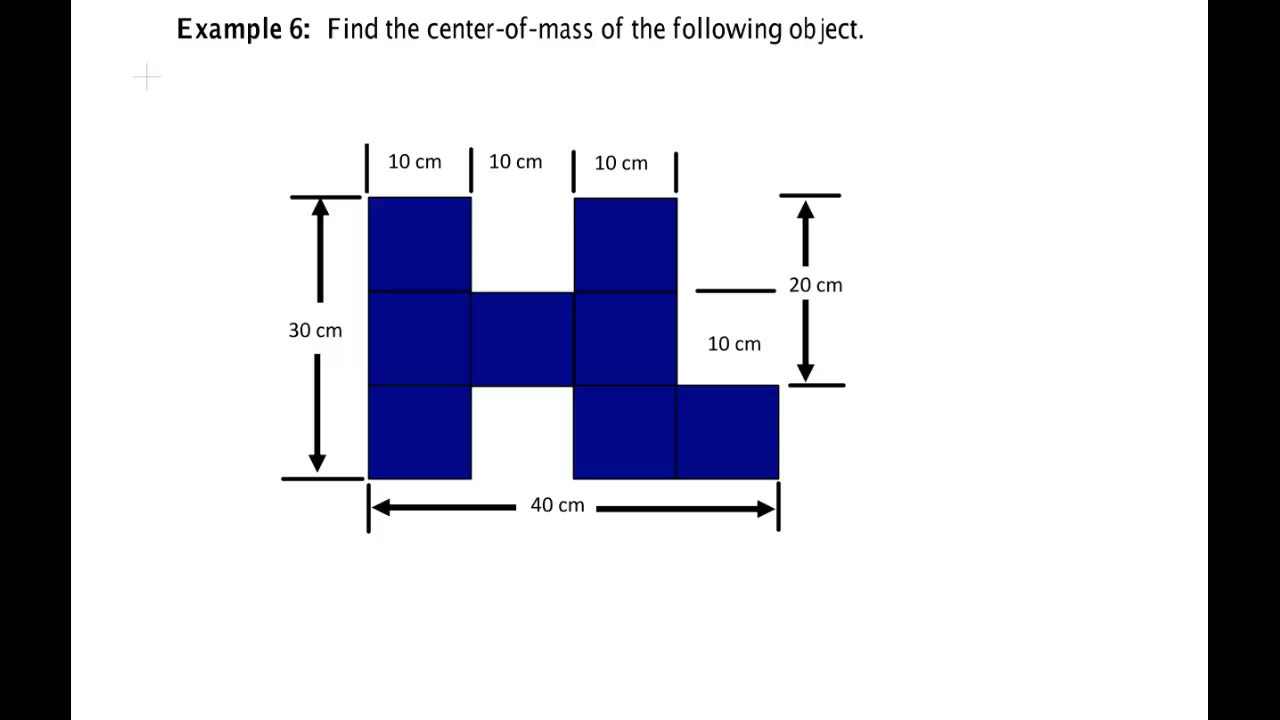 Example 6: Find the center-of-mass of the following object.
10 cm 10 cm 10 cm
20 cm
30 cm
10 cm
40 cm